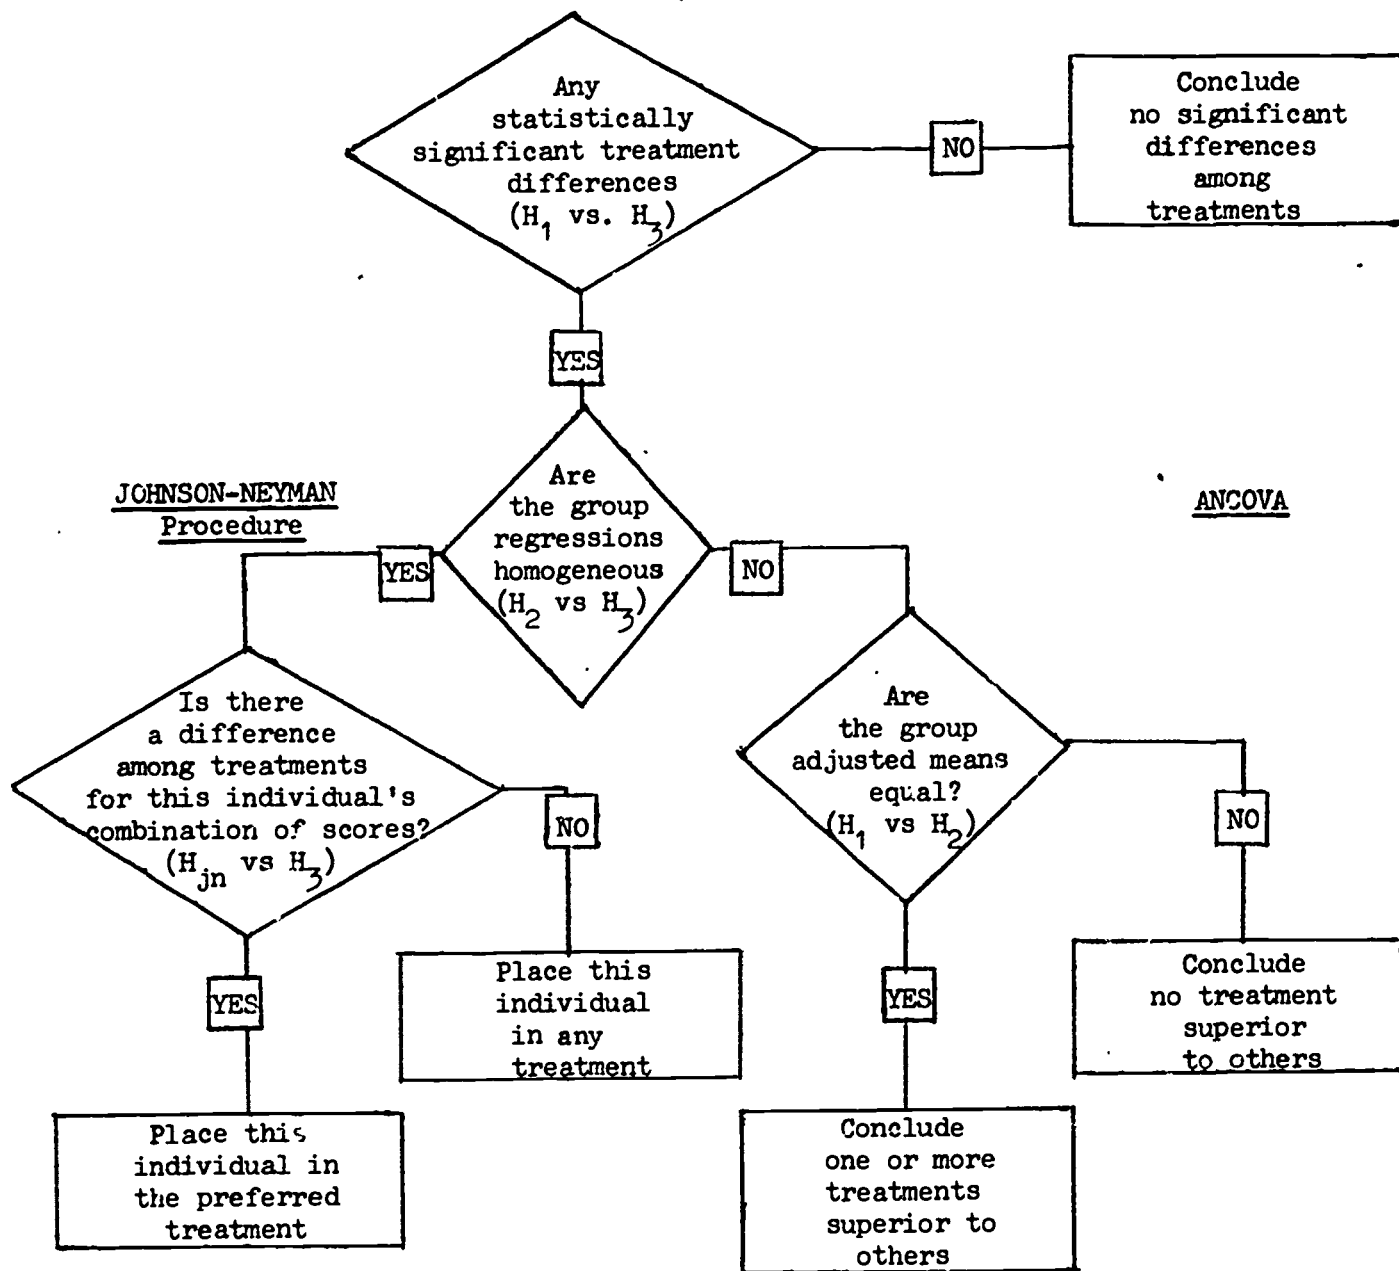 Any
statistically
significant treatment
differences
(H₁ vs. H₃)
NO
Conclude
no significant
differences
among
treatments
YES
JOHNSON-NEYMAN
Procedure
Are
the group
regressions
homogeneous
(H₂ vs H₃)
ANCOVA
YES
NO
Is there
a difference
among treatments
for this individual's
combination of scores?
(Hjn vs H₃)
Are
the group
adjusted means
equal?
(H₁ vs H₂)
NO
NO
YES
Place this
individual
in any
treatment
YES
Conclude
no treatment
superior
to others
Place this
individual in
the preferred
treatment
Conclude
one or more
treatments
superior to
others